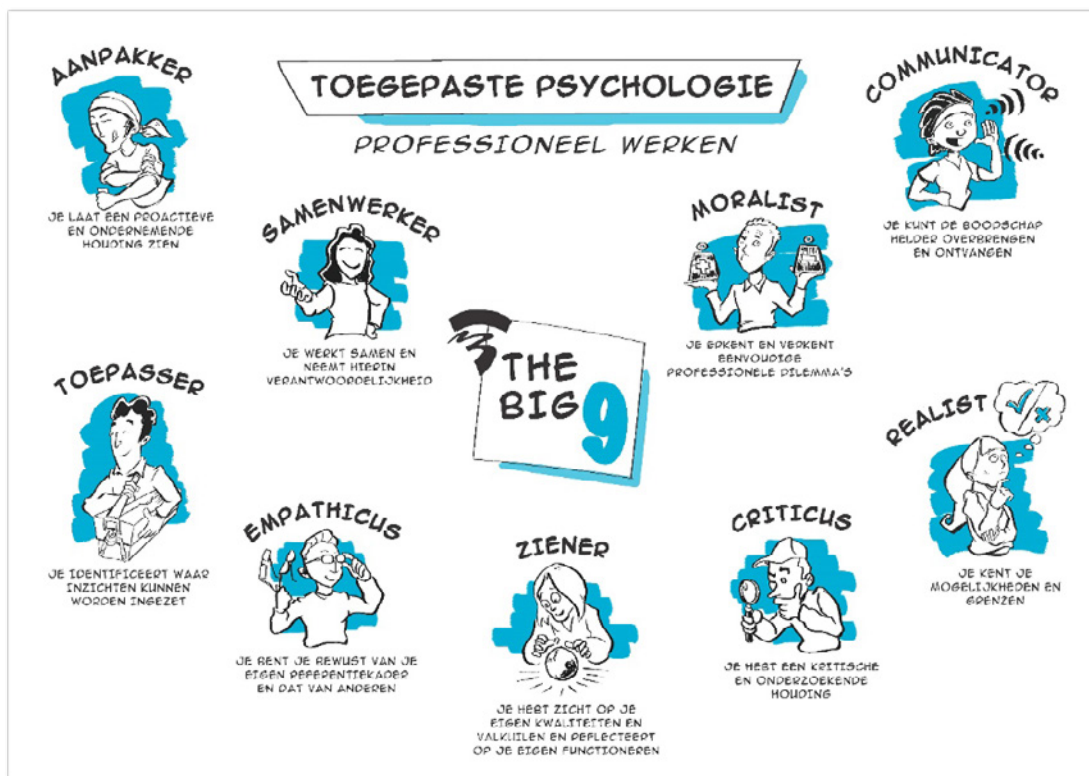 TOEGEPASTE PSYCHOLOGIE
PROFESSIONEEL WERKEN
AANPAKKER
JE LAAT EEN PROACTIEVE
EN ONDERNEMENDE
HOUDING ZIEN
SAMENWERKER
JE WERKT SAMEN EN
NEEMT HIERIN
VERANTWOORDELIJKHEID
MORALIST
JE ERKENT EN VERKENT
EENVOUDIGE
PROFESSIONELE DILEMMA'S
COMMUNICATOR
JE KUNT DE BOODSCHAP
HELDER OVERBRENGEN
EN ONTVANGEN
THE
BIG 9
TOEPASSER
JE IDENTIFICEERT WAAR
INZICHTEN KUNNEN
WORDEN INGEZET
EMPATHICUS
JE BENT JE BEWUST VAN JE
EIGEN REFERENTIEKADER
EN DAT VAN ANDEREN
ZIENER
JE HEBT ZICHT OP JE
EIGEN KWALITEITEN EN
VALKUILEN EN REFLECTEERT
OP JE EIGEN FUNCTIONEREN
CRITICUS
JE HEBT EEN KRITISCHE
EN ONDERZOEKENDE
HOUDING
REALIST
JE KENT JE
MOGELIJKHEDEN EN
GRENZEN